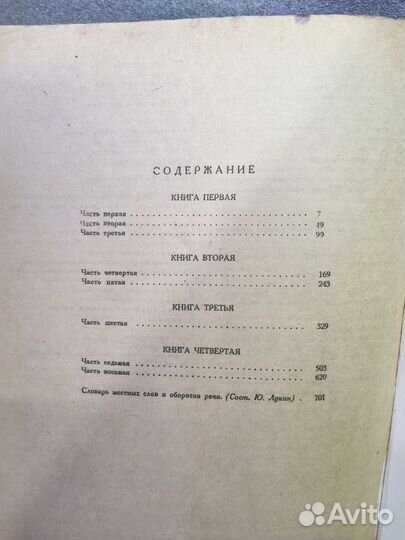 СОДЕРЖАНИЕ
КНИГА ПЕРВАЯ
Часть первая . . . . . . . . . . . . . . . . . . . . . . 7
Часть вторая . . . . . . . . . . . . . . . . . . . . . . 49
Часть третья . . . . . . . . . . . . . . . . . . . . . . 99
КНИГА ВТОРАЯ
Часть четвертая . . . . . . . . . . . . . . . . . . . . 169
Часть пятая . . . . . . . . . . . . . . . . . . . . . . 243
КНИГА ТРЕТЬЯ
Часть шестая . . . . . . . . . . . . . . . . . . . . . 329
КНИГА ЧЕТВЕРТАЯ
Часть седьмая . . . . . . . . . . . . . . . . . . . . . 503
Часть восьмая . . . . . . . . . . . . . . . . . . . . . 620
Словарь местных слов и оборотов речи. (Сост. Ю. Лукин) . 701
Avito